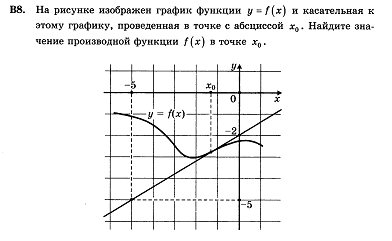 B8. На рисунке изображен график функции y = f(x) и касательная к
этому графику, проведенная в точке с абсциссой x₀. Найдите зна-
чение производной функции f(x) в точке x₀.
y
-5
x₀
0
x
y = f(x)
-2
-5